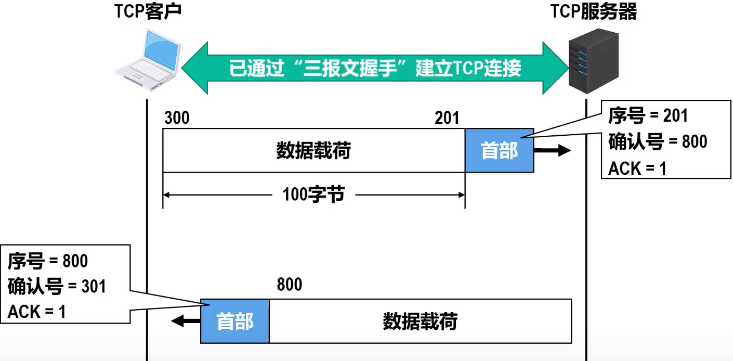 TCP客户
TCP服务器
已通过“三报文握手”建立TCP连接
300
201
数据载荷
首部
序号 = 201
确认号 = 800
ACK = 1
100字节
序号 = 800
确认号 = 301
ACK = 1
800
首部
数据载荷